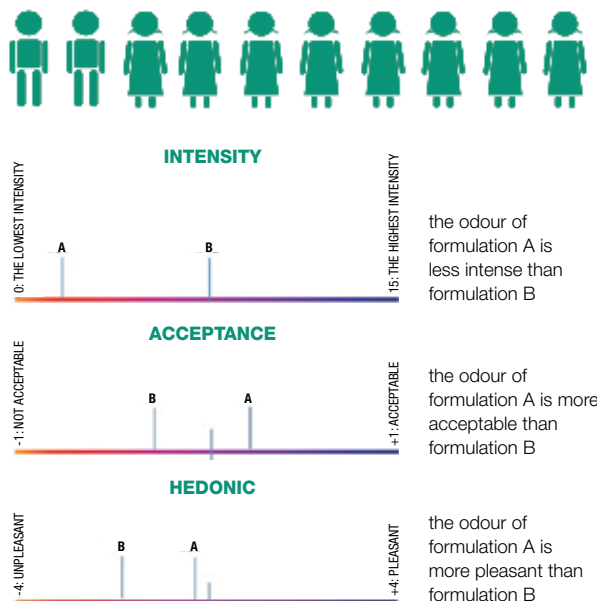 INTENSITY
0: THE LOWEST INTENSITY
A
B
15: THE HIGHEST INTENSITY
the odour of
formulation A is
less intense than
formulation B
ACCEPTANCE
-1: NOT ACCEPTABLE
B
A
+1: ACCEPTABLE
the odour of
formulation A is more
acceptable than
formulation B
HEDONIC
-4: UNPLEASANT
B
A
+4: PLEASANT
the odour of
formulation A is
more pleasant than
formulation B